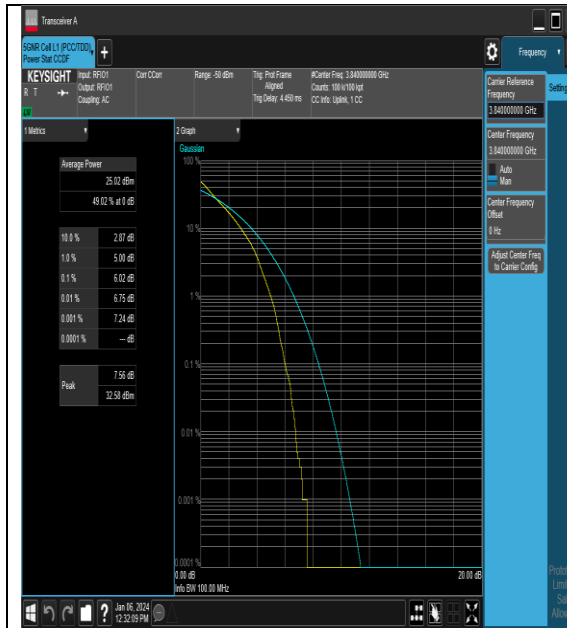 Transceiver A
5GNR Cell L1 (PCC/TDD),
Power Stat CCDF
+
Frequency
KEYSIGHT
R T
Input: RFIO1
Output: RFIO1
Coupling: AC
Corr CCorr
Range: -50 dBm
Trig: Prot Frame
Aligned
Trig Delay: 4.450 ms
#Center Freq: 3.840000000 GHz
Counts: 100 k/100 kpt
CC Info: Uplink, 1 CC
1 Metrics
Average Power
25.02 dBm
49.02 % at 0 dB
10.0 % 2.87 dB
1.0 % 5.00 dB
0.1 % 6.02 dB
0.01 % 6.75 dB
0.001 % 7.24 dB
0.0001 % --- dB
Peak
7.56 dB
32.58 dBm
2 Graph
Gaussian
100 %
10 %
1 %
0.1 %
0.01 %
0.001 %
0.0001 %
0.00 dB
20.00 dB
Info BW 100.00 MHz
Carrier Reference
Frequency
3.840000000 GHz
Center Frequency
3.840000000 GHz
Auto
Man
Center Frequency
Offset
0 Hz
Adjust Center Freq
to Carrier Config
Setting
?
Jan 06, 2024
12:32:09 PM